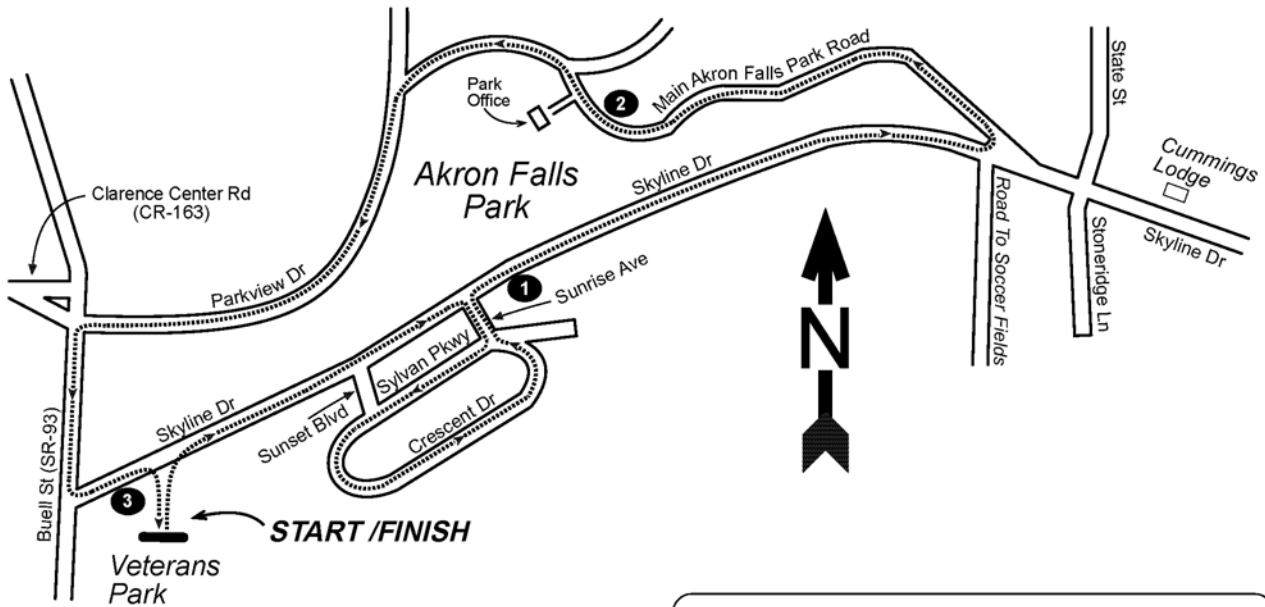 State St
Main Akron Falls Park Road
2
Park
Office
Cummings
Lodge
Akron Falls
Park
Skyline Dr
Clarence Center Rd
(CR-163)
Road To Soccer Fields
Stoneridge Ln
Skyline Dr
Parkview Dr
1
Sunrise Ave
N
Sylvan Pkwy
Sunset Blvd
Crescent Dr
Skyline Dr
Buell St (SR-93)
3
START /FINISH
Veterans
Park